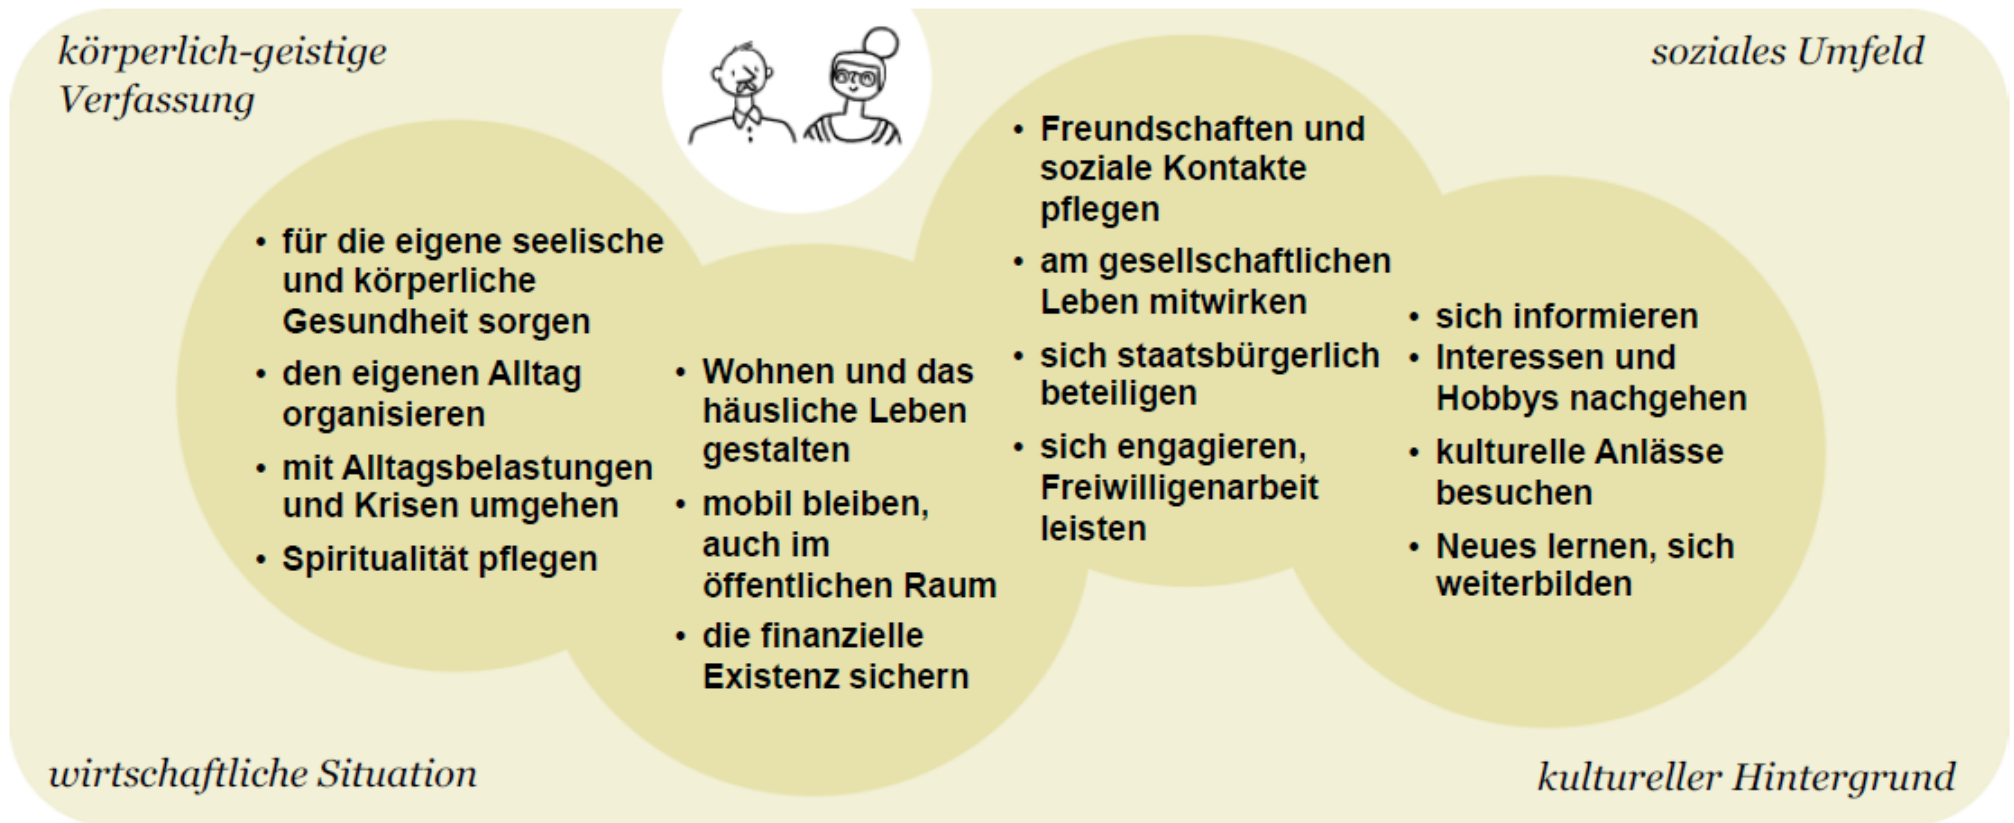 körperlich-geistige
Verfassung
soziales Umfeld
• für die eigene seelische
und körperliche
Gesundheit sorgen
• den eigenen Alltag
organisieren
• mit Alltagsbelastungen
und Krisen umgehen
• Spiritualität pflegen
• Wohnen und das
häusliche Leben
gestalten
• mobil bleiben,
auch im
öffentlichen Raum
• die finanzielle
Existenz sichern
• Freundschaften und
soziale Kontakte
pflegen
• am gesellschaftlichen
Leben mitwirken
• sich staatsbürgerlich
beteiligen
• sich engagieren,
Freiwilligenarbeit
leisten
• sich informieren
• Interessen und
Hobbys nachgehen
• kulturelle Anlässe
besuchen
• Neues lernen, sich
weiterbilden
wirtschaftliche Situation
kultureller Hintergrund